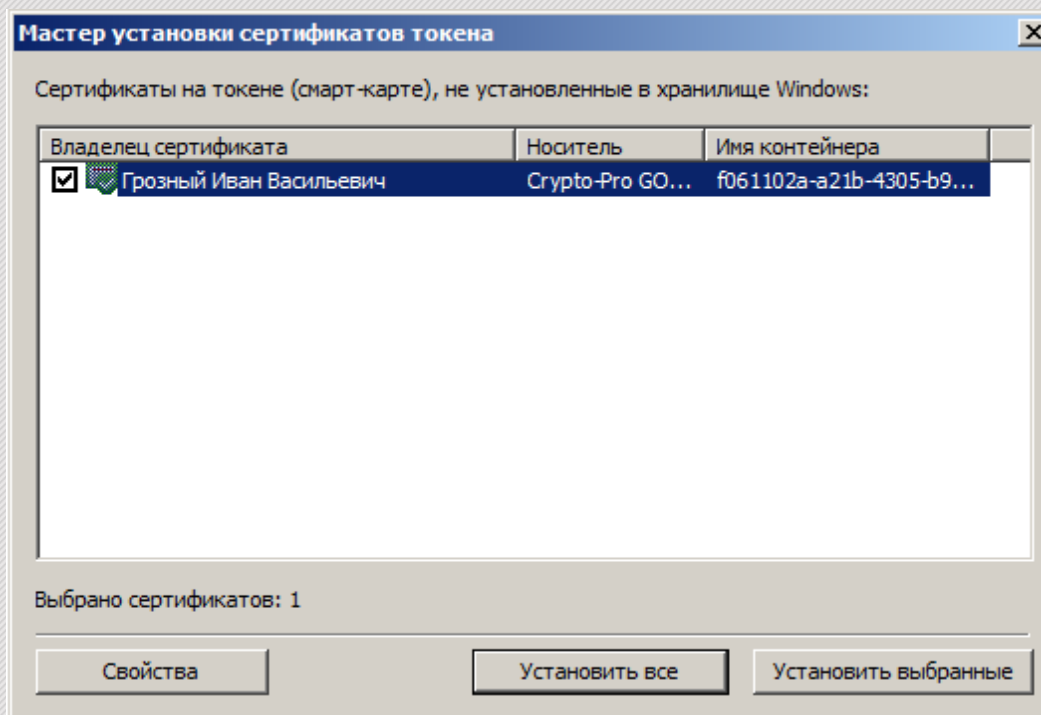 Мастер установки сертификатов токена
Сертификаты на токене (смарт-карте), не установленные в хранилище Windows:
Владелец сертификата Носитель Имя контейнера
Грозный Иван Васильевич Crypto-Pro GO... f061102a-a21b-4305-b9...
Выбрано сертификатов: 1
Свойства Установить все Установить выбранные